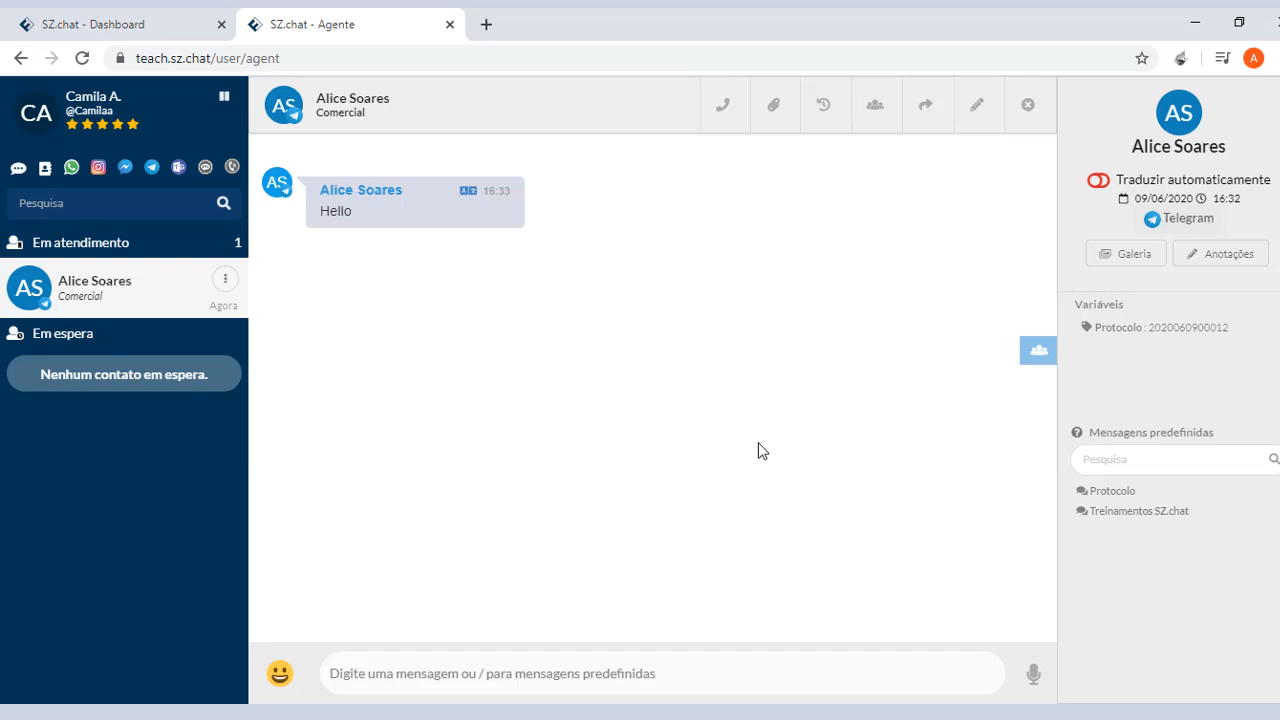 SZ.chat - Dashboard
SZ.chat - Agente
teach.sz.chat/user/agent
A
CA
Camila A.
@Camilaa
Pesquisa
Em atendimento 1
AS
Alice Soares
Comercial
Agora
Em espera
Nenhum contato em espera.
AS
Alice Soares
Comercial
AS
Alice Soares 16:33
Hello
Digite uma mensagem ou / para mensagens predefinidas
AS
Alice Soares
Traduzir automaticamente
09/06/2020 16:32
Telegram
Galeria
Anotações
Variáveis
Protocolo : 2020060900012
Mensagens predefinidas
Pesquisa
Protocolo
Treinamentos SZ.chat